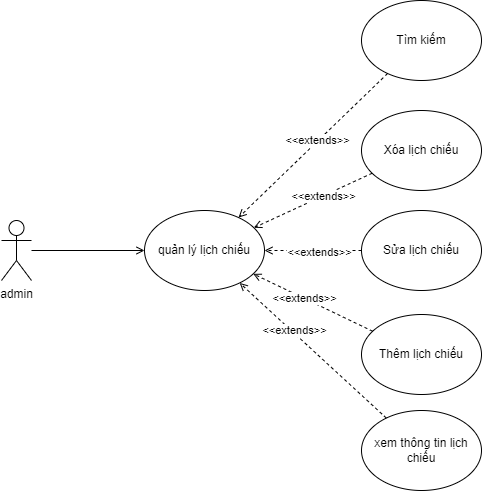 Tìm kiếm
<<extends>>
Xóa lịch chiếu
<<extends>>
quản lý lịch chiếu
<<extends>>
Sửa lịch chiếu
admin
<<extends>>
<<extends>>
Thêm lịch chiếu
xem thông tin lịch
chiếu